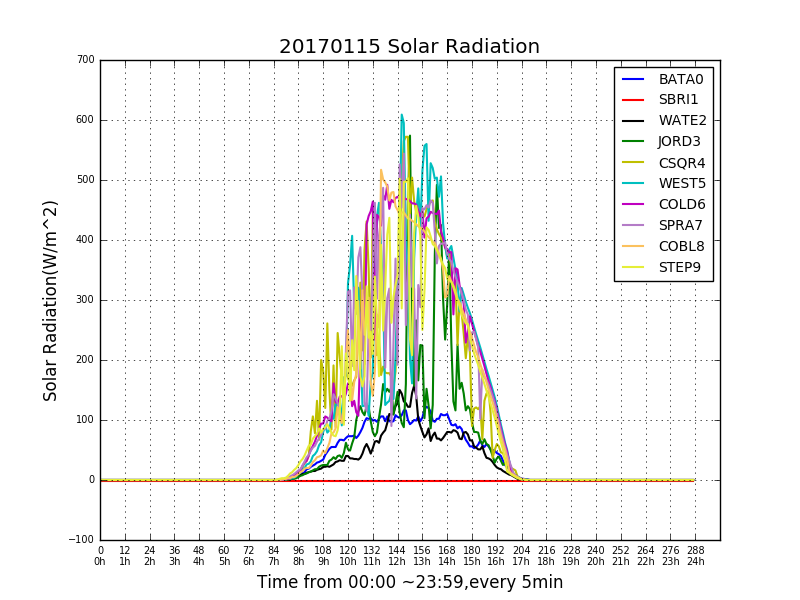 20170115 Solar Radiation
700
600
500
400
300
200
100
0
−100
Solar Radiation(W/m^2)
BATA0
SBRI1
WATE2
JORD3
CSQR4
WEST5
COLD6
SPRA7
COBL8
STEP9
0 12 24 36 48 60 72 84 96 108 120 132 144 156 168 180 192 204 216 228 240 252 264 276 288
0h 1h 2h 3h 4h 5h 6h 7h 8h 9h 10h 11h 12h 13h 14h 15h 16h 17h 18h 19h 20h 21h 22h 23h 24h
Time from 00:00 ~23:59,every 5min